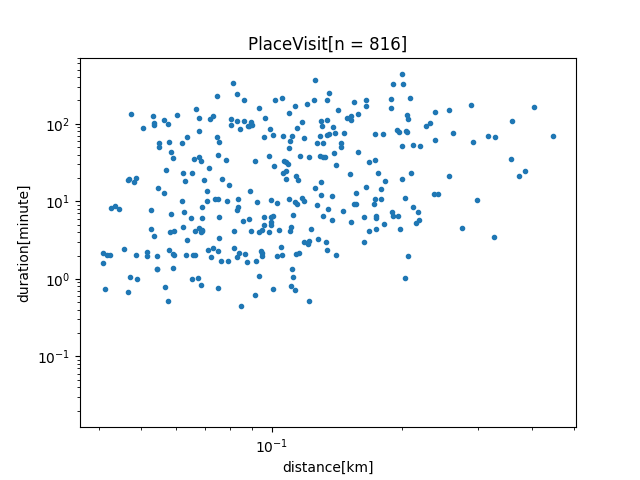 PlaceVisit[n = 816]
duration[minute]
10²
10¹
10⁰
10⁻¹
10⁻¹
distance[km]